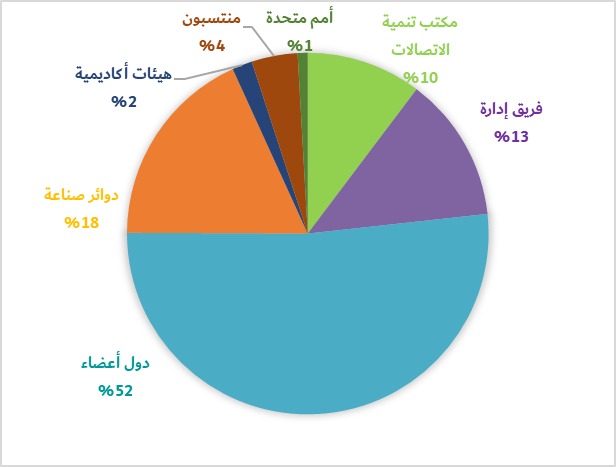 أمم متحدة
%1
مكتب تنمية
الاتصالات
%10
فريق إدارة
%13
دول أعضاء
%52
دوائر صناعة
%18
هيئات أكاديمية
%2
منتسبون
%4